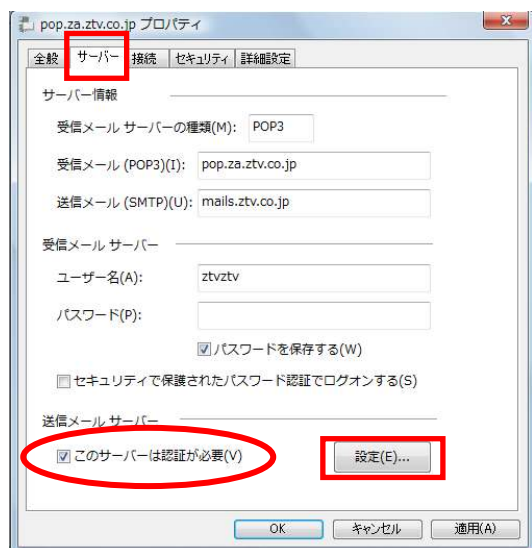 pop.za.ztv.co.jp プロパティ
全般 サーバー 接続 セキュリティ 詳細設定
サーバー情報
受信メール サーバーの種類(M): POP3
受信メール (POP3)(I): pop.za.ztv.co.jp
送信メール (SMTP)(U): mails.ztv.co.jp
受信メール サーバー
ユーザー名(A): ztvztv
パスワード(P):
パスワードを保存する(W)
セキュリティで保護されたパスワード認証でログオンする(S)
送信メール サーバー
このサーバーは認証が必要(V) 設定(E)...
OK キャンセル 適用(A)